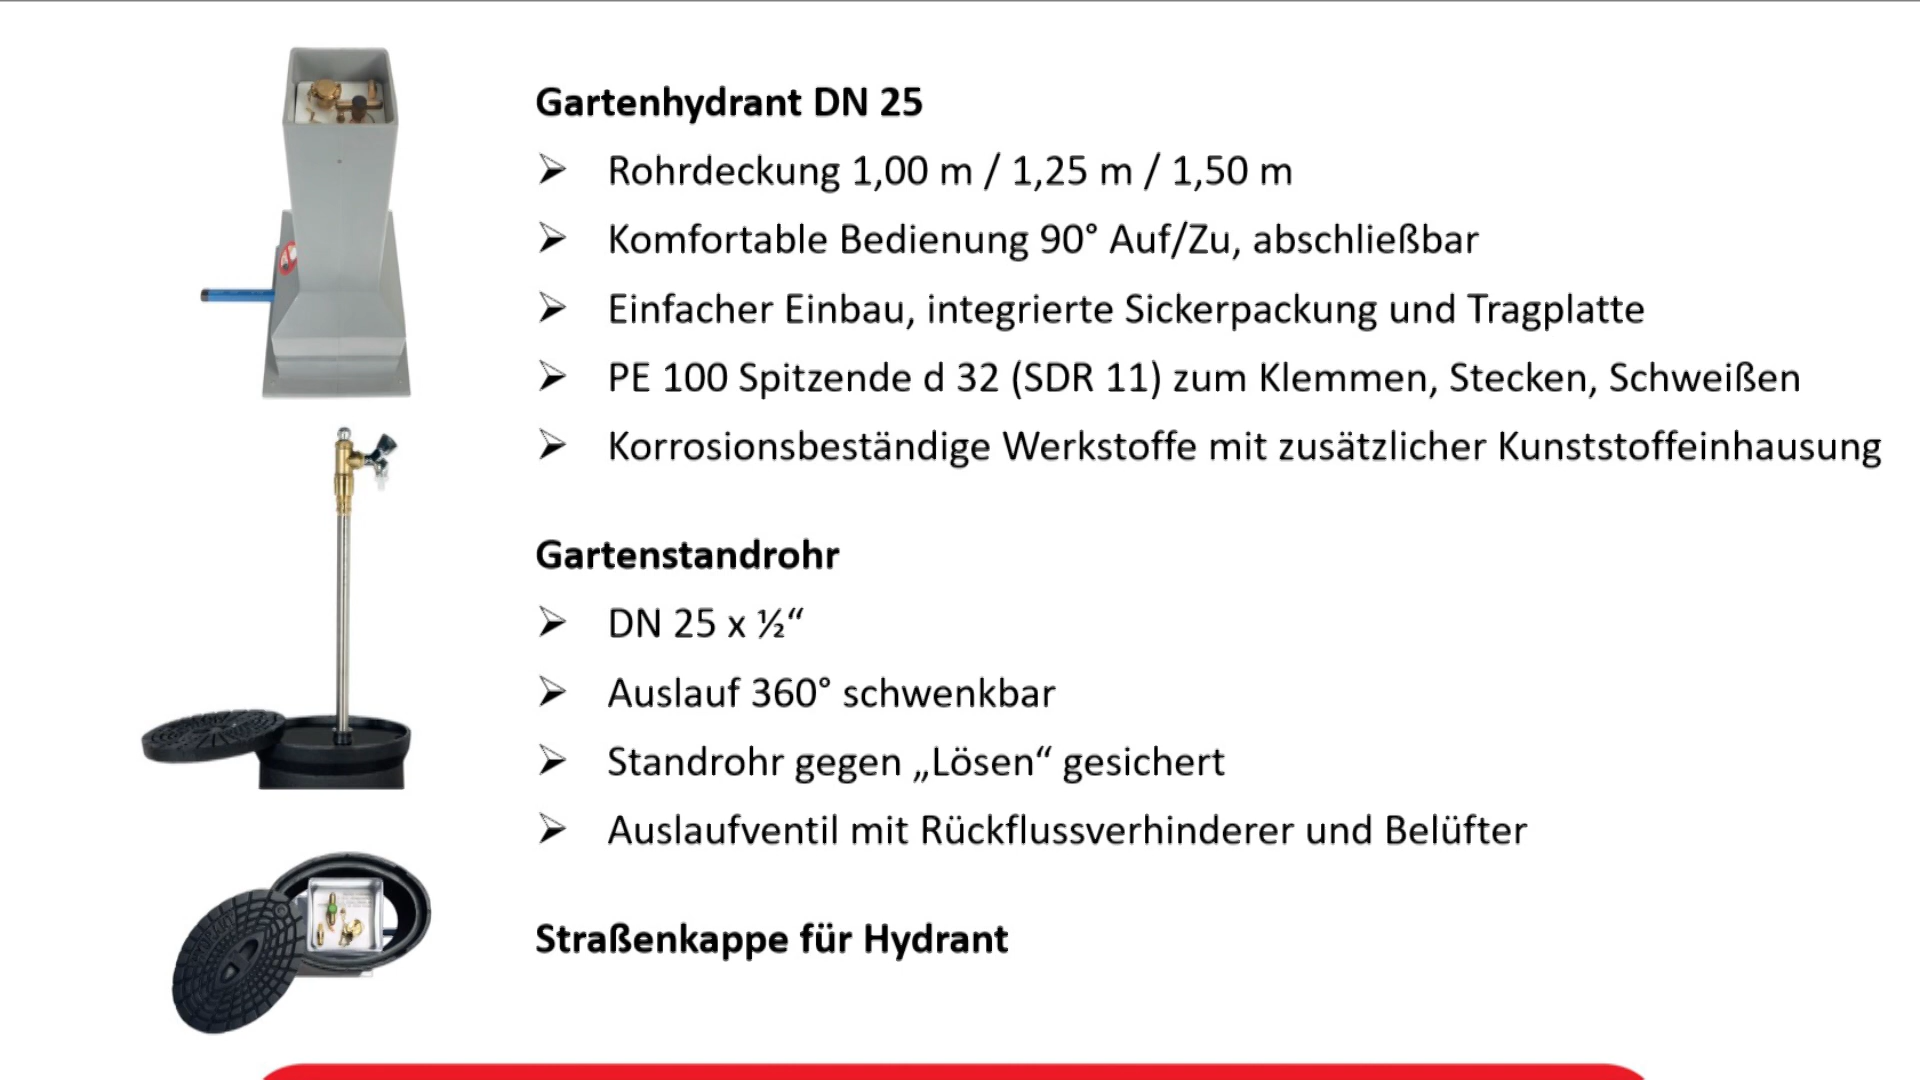 Gartenhydrant DN 25
Rohrdeckung 1,00 m / 1,25 m / 1,50 m
Komfortable Bedienung 90° Auf/Zu, abschließbar
Einfacher Einbau, integrierte Sickerpackung und Tragplatte
PE 100 Spitzende d 32 (SDR 11) zum Klemmen, Stecken, Schweißen
Korrosionsbeständige Werkstoffe mit zusätzlicher Kunststoffeinhausung
Gartenstandrohr
DN 25 x ½“
Auslauf 360° schwenkbar
Standrohr gegen „Lösen“ gesichert
Auslaufventil mit Rückflussverhinderer und Belüfter
Straßenkappe für Hydrant